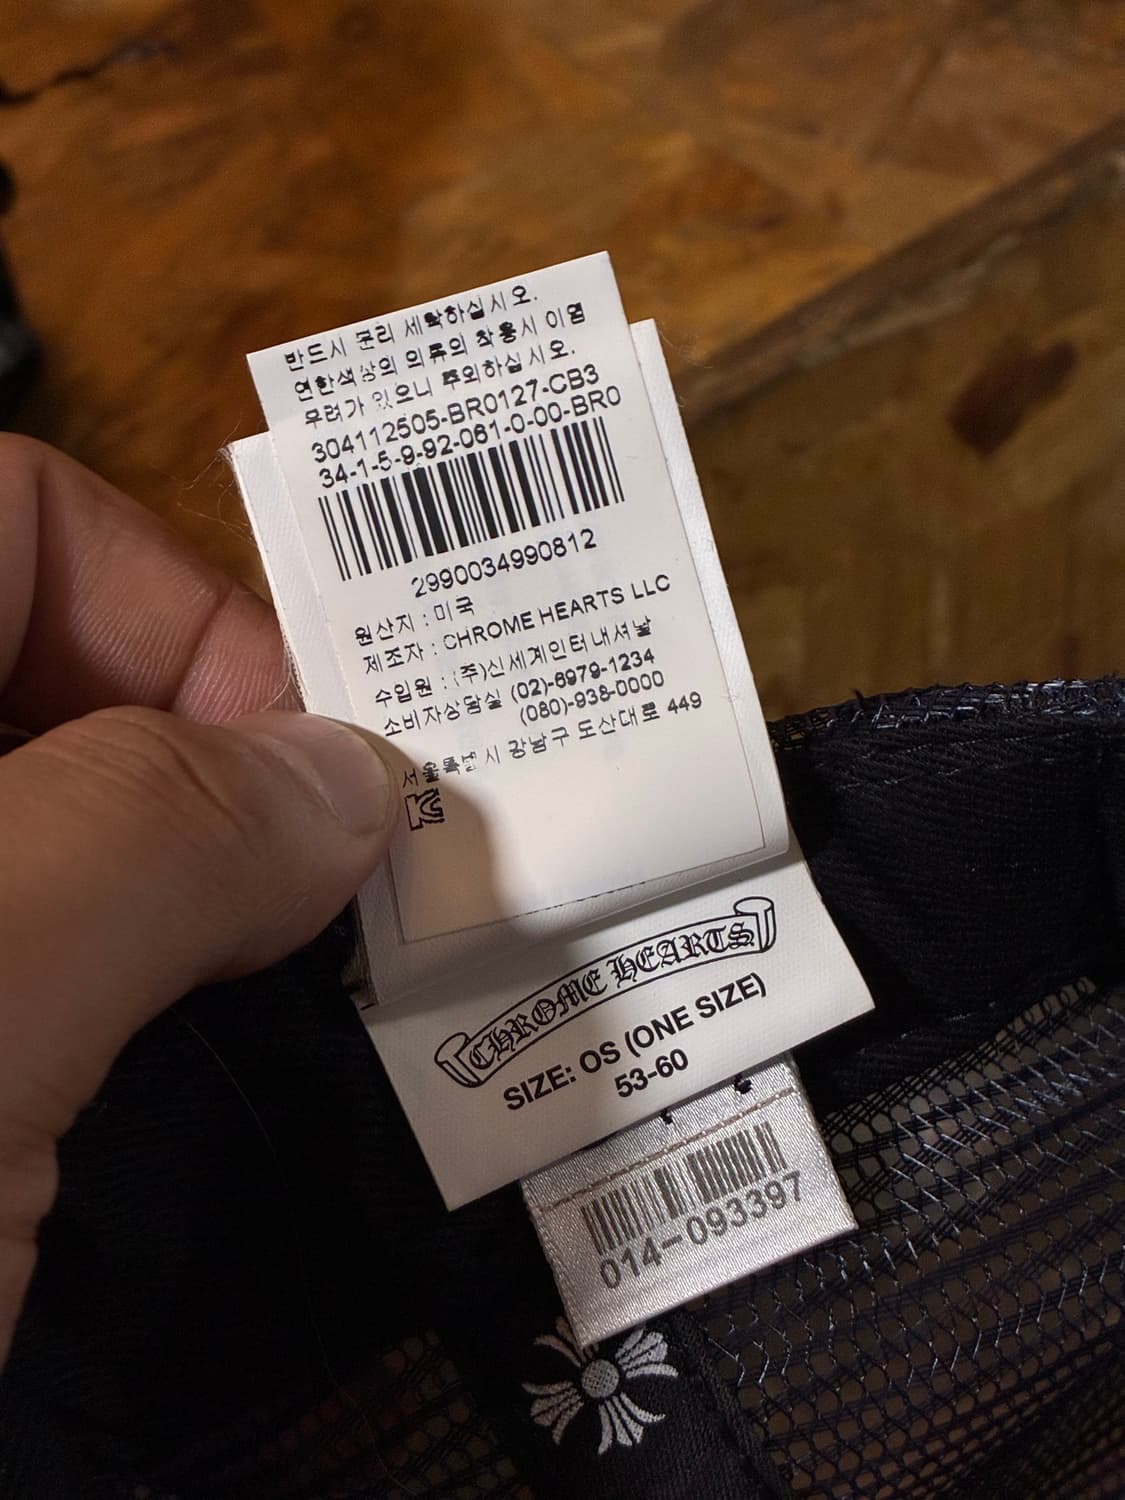 반드시 분리 세탁하십시오.
연한색상의 의류의 착용시 이염
우려가 있으니 주의하십시오.
304112505-BR0127-CB3
34-1-5-9-92-061-0-00-BR0
2990034990812
원산지 : 미국
제조자 : CHROME HEARTS LLC
수입원 : (주)신세계인터내셔날
소비자상담실 (02)-6979-1234
(080)-938-0000
서울특별시 강남구 도산대로 449
CHROME HEARTS
SIZE: OS (ONE SIZE)
53-60
014-093397